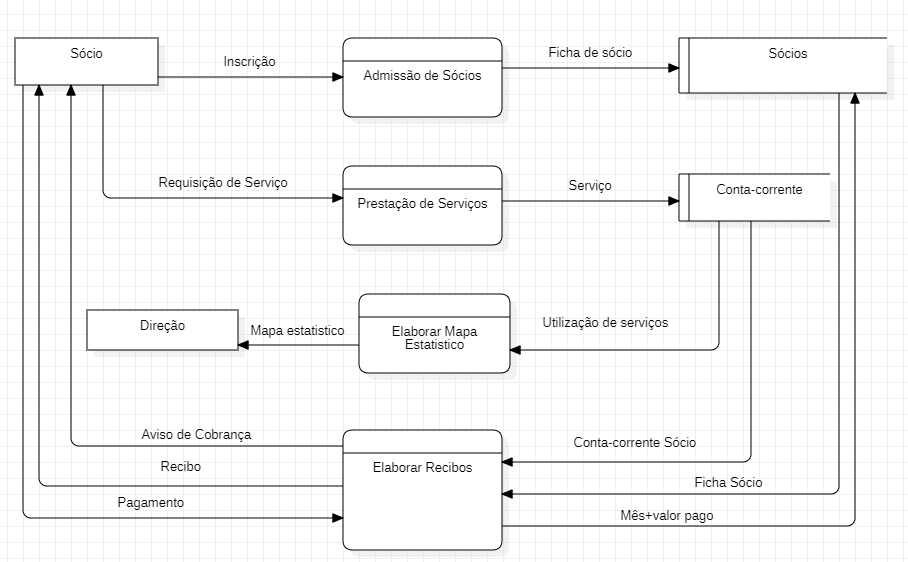 Sócio
Inscrição
Admissão de Sócios
Ficha de sócio
Sócios
Requisição de Serviço
Prestação de Serviços
Serviço
Conta-corrente
Direção
Mapa estatistico
Elaborar Mapa
Estatistico
Utilização de serviços
Aviso de Cobrança
Recibo
Pagamento
Elaborar Recibos
Conta-corrente Sócio
Ficha Sócio
Mês+valor pago